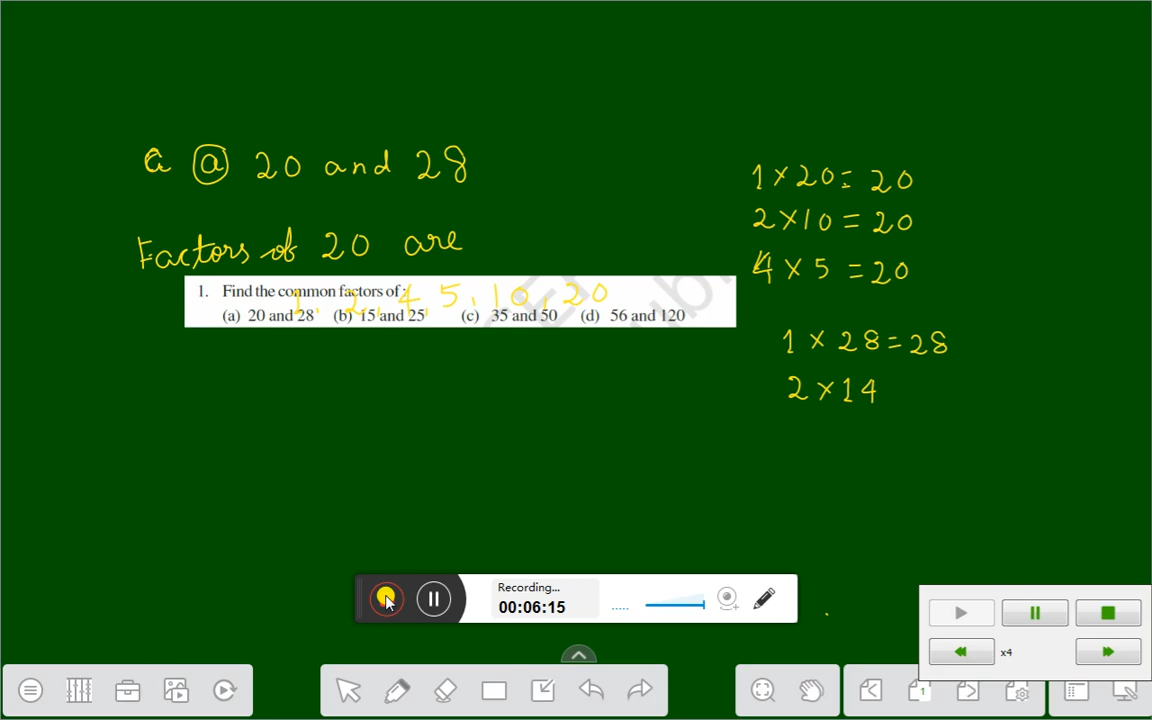 a (a) 20 and 28
Factors of 20 are
1, 2, 4, 5, 10, 20
1. Find the common factors of :
(a) 20 and 28 (b) 15 and 25 (c) 35 and 50 (d) 56 and 120
1 × 20 = 20
2 × 10 = 20
4 × 5 = 20
1 × 28 = 28
2 × 14
Recording...
00:06:15
x4
1